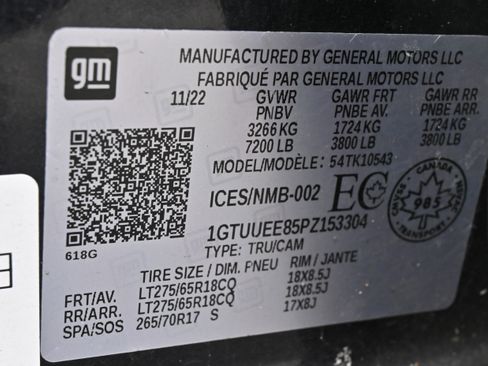 gm
MANUFACTURED BY GENERAL MOTORS LLC
FABRIQUÉ PAR GENERAL MOTORS LLC
11/22 GVWR GAWR FRT GAWR RR
PNBV PNBE AV. PNBE ARR.
3266 KG 1724 KG 1724 KG
7200 LB 3800 LB 3800 LB
MODEL/MODÈLE: 54TK10543
ICES/NMB-002 EC
CANADA
985
TRANSPORT
1GTUUEE85PZ153304
TYPE: TRU/CAM
618G
TIRE SIZE / DIM. PNEU RIM / JANTE
FRT/AV. LT275/65R18CQ 18X8.5J
RR/ARR. LT275/65R18CQ 18X8.5J
SPA/SOS 265/70R17 S 17X8J